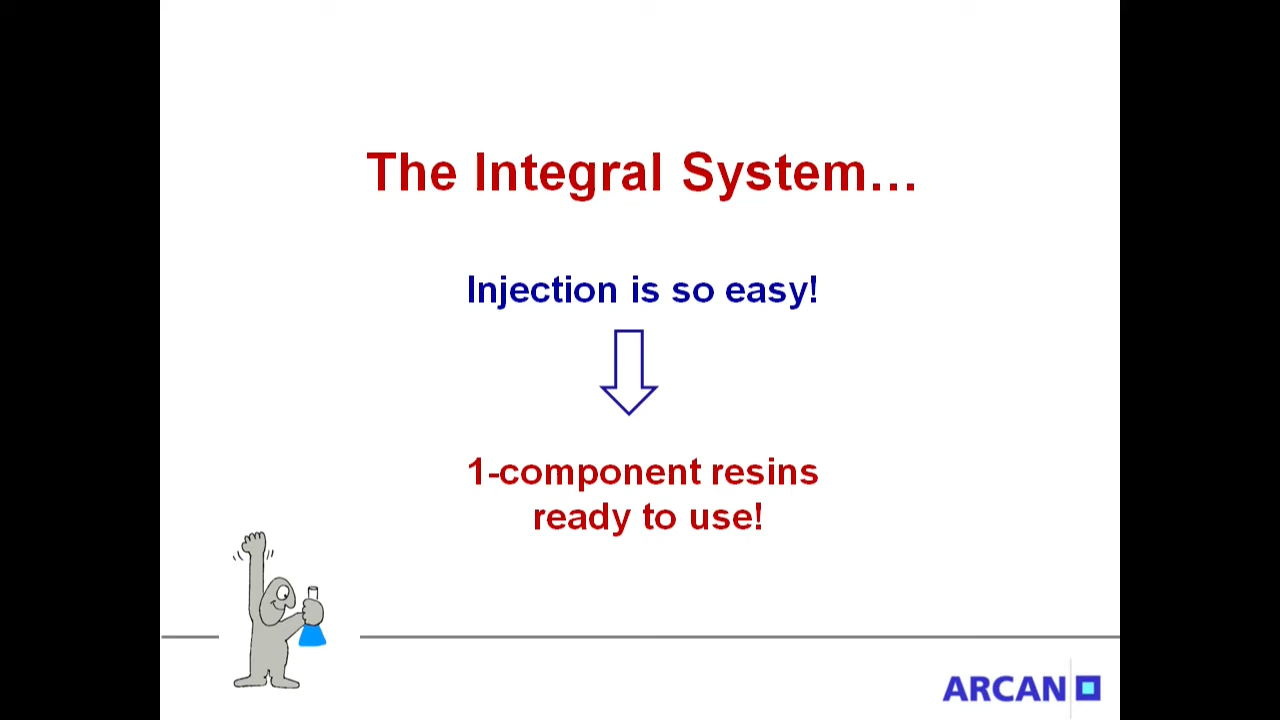 The Integral System…
Injection is so easy!
1-component resins
ready to use!
ARCAN